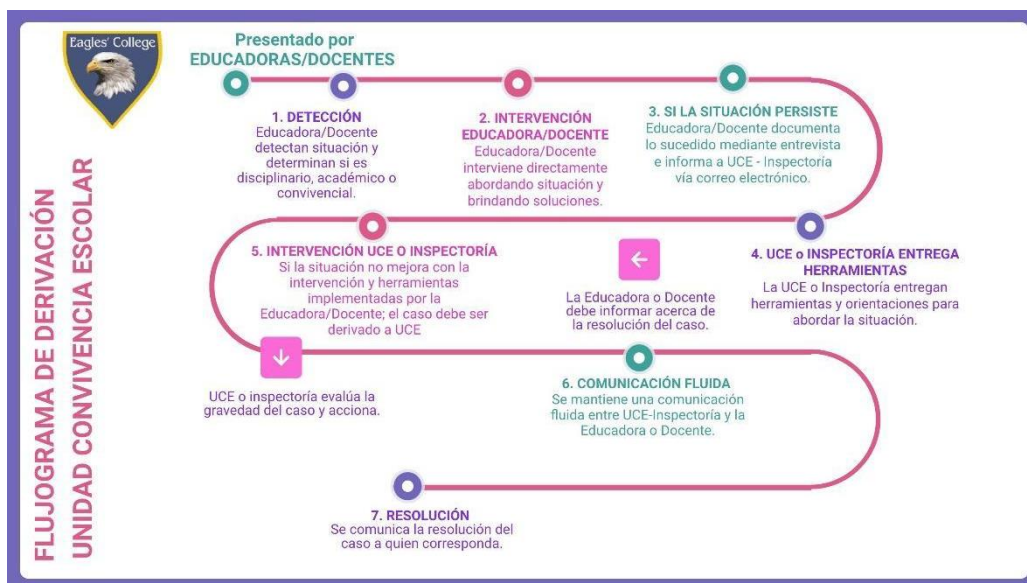 Eagles' College
FLUJOGRAMA DE DERIVACIÓN
UNIDAD CONVIVENCIA ESCOLAR
Presentado por
EDUCADORAS/DOCENTES
1. DETECCIÓN
Educadora/Docente
detectan situación y
determinan si es
disciplinario, académico o
convivencial.
2. INTERVENCIÓN
EDUCADORA/DOCENTE
Educadora/Docente
interviene directamente
abordando situación y
brindando soluciones.
3. SI LA SITUACIÓN PERSISTE
Educadora/Docente documenta
lo sucedido mediante entrevista
e informa a UCE - Inspectoría
vía correo electrónico.
4. UCE o INSPECTORÍA ENTREGA
HERRAMIENTAS
La UCE o Inspectoría entregan
herramientas y orientaciones para
abordar la situación.
La Educadora o Docente
debe informar acerca de
la resolución del caso.
5. INTERVENCIÓN UCE O INSPECTORÍA
Si la situación no mejora con la
intervención y herramientas
implementadas por la
Educadora/Docente; el caso debe ser
derivado a UCE
UCE o inspectoría evalúa la
gravedad del caso y acciona.
6. COMUNICACIÓN FLUIDA
Se mantiene una comunicación
fluida entre UCE-Inspectoría y la
Educadora o Docente.
7. RESOLUCIÓN
Se comunica la resolución del
caso a quien corresponda.